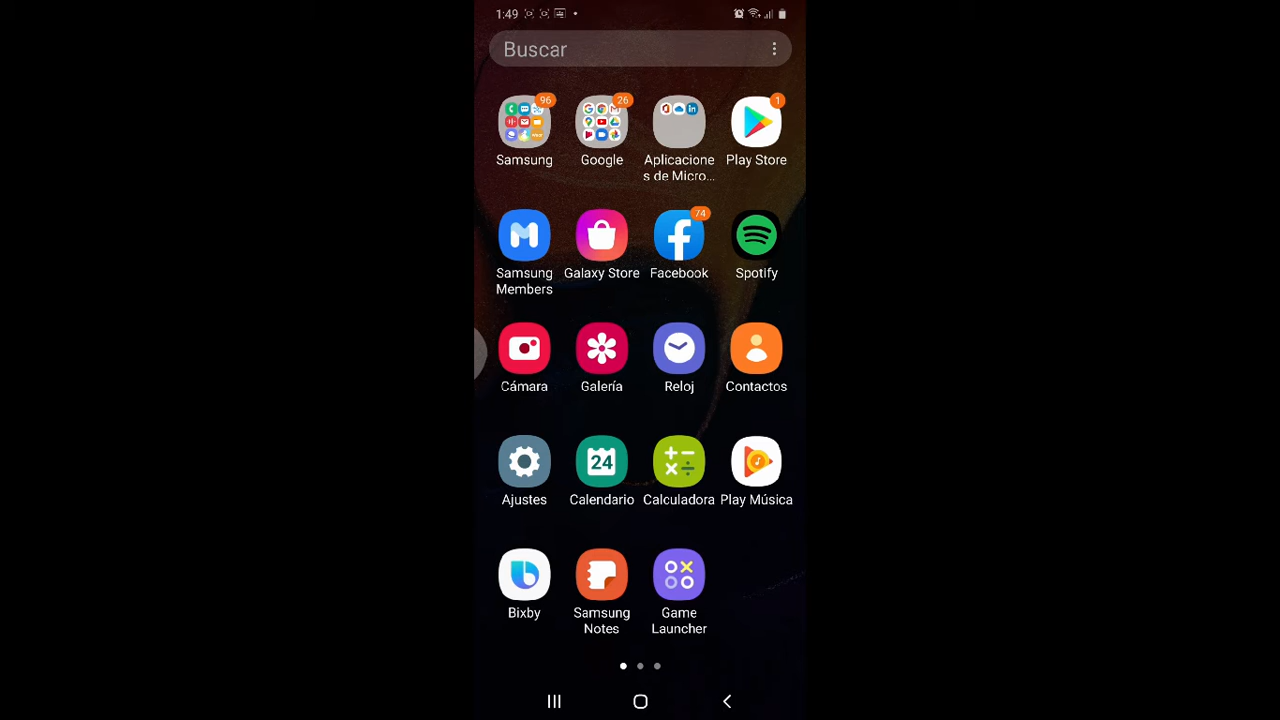 1:49
Buscar
96
26
1
Samsung
Google
Aplicacione
s de Micro...
Play Store
74
Samsung
Members
Galaxy Store
Facebook
Spotify
Cámara
Galería
Reloj
Contactos
24
Ajustes
Calendario
Calculadora
Play Música
Bixby
Samsung
Notes
Game
Launcher